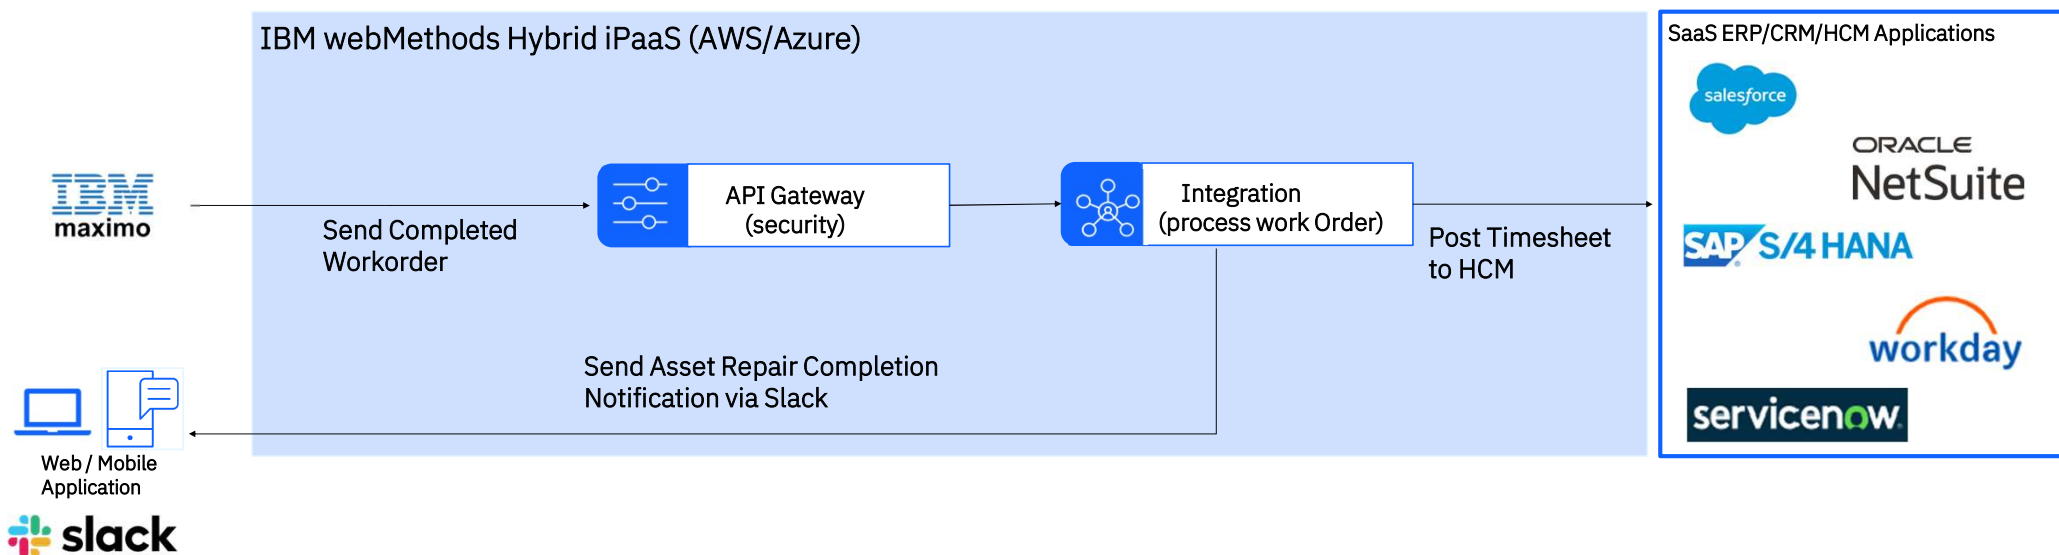 IBM webMethods Hybrid iPaaS (AWS/Azure)
SaaS ERP/CRM/HCM Applications
salesforce
ORACLE
NetSuite
IBM
maximo
Send Completed
Workorder
API Gateway
(security)
Integration
(process work Order)
Post Timesheet
to HCM
SAP S/4 HANA
workday
servicenow.
Send Asset Repair Completion
Notification via Slack
Web / Mobile
Application
slack